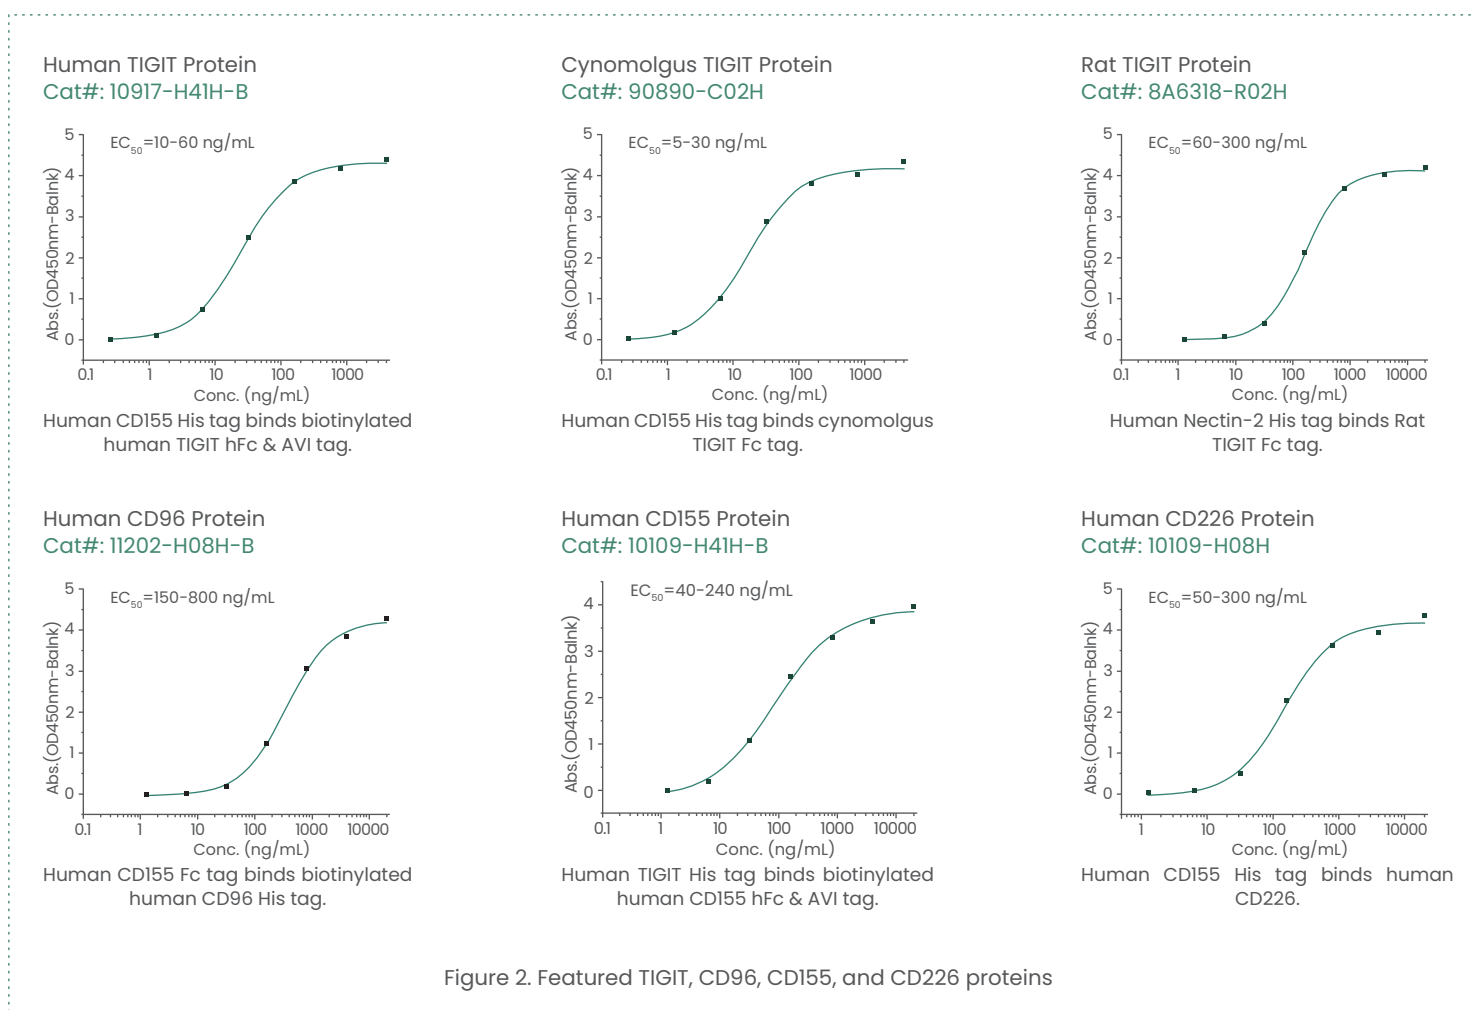 Human TIGIT Protein
Cat#: 10917-H41H-B
EC50=10-60 ng/mL
Abs.(OD450nm-Balnk)
5
4
3
2
1
0
0.1 1 10 100 1000
Conc. (ng/mL)
Human CD155 His tag binds biotinylated
human TIGIT hFc & AVI tag.
Cynomolgus TIGIT Protein
Cat#: 90890-C02H
EC50=5-30 ng/mL
Abs.(OD450nm-Balnk)
5
4
3
2
1
0
0.1 1 10 100 1000
Conc. (ng/mL)
Human CD155 His tag binds cynomolgus
TIGIT Fc tag.
Rat TIGIT Protein
Cat#: 8A6318-R02H
EC50=60-300 ng/mL
Abs.(OD450nm-Balnk)
5
4
3
2
1
0
0.1 1 10 100 1000 10000
Conc. (ng/mL)
Human Nectin-2 His tag binds Rat
TIGIT Fc tag.
Human CD96 Protein
Cat#: 11202-H08H-B
EC50=150-800 ng/mL
Abs.(OD450nm-Balnk)
5
4
3
2
1
0
0.1 1 10 100 1000 10000
Conc. (ng/mL)
Human CD155 Fc tag binds biotinylated
human CD96 His tag.
Human CD155 Protein
Cat#: 10109-H41H-B
EC50=40-240 ng/mL
Abs.(OD450nm-Balnk)
4
3
2
1
0
0.1 1 10 100 1000 10000
Conc. (ng/mL)
Human TIGIT His tag binds biotinylated
human CD155 hFc & AVI tag.
Human CD226 Protein
Cat#: 10109-H08H
EC50=50-300 ng/mL
Abs.(OD450nm-Balnk)
5
4
3
2
1
0
1 10 100 1000 10000
Conc. (ng/mL)
Human CD155 His tag binds human
CD226.
Figure 2. Featured TIGIT, CD96, CD155, and CD226 proteins